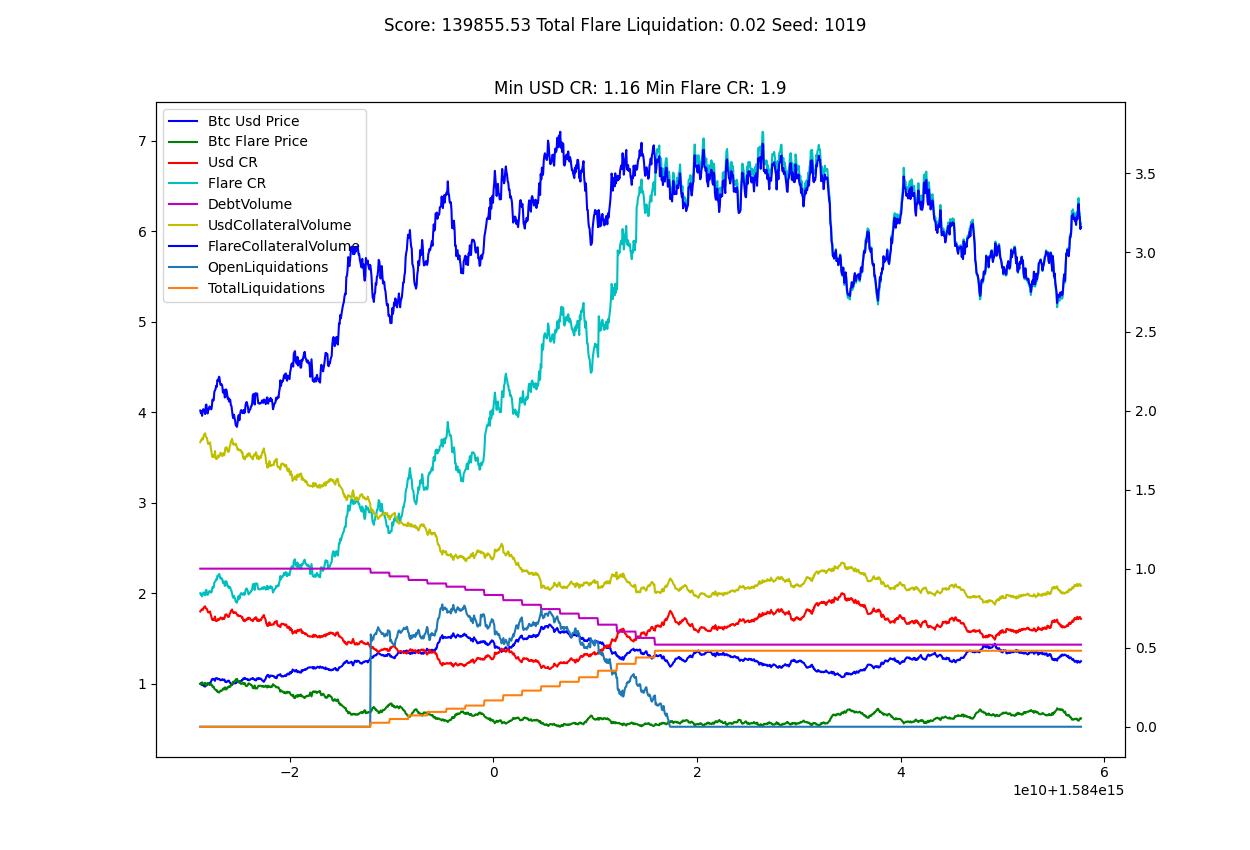 Score: 139855.53 Total Flare Liquidation: 0.02 Seed: 1019
Min USD CR: 1.16 Min Flare CR: 1.9
Btc Usd Price
Btc Flare Price
Usd CR
Flare CR
DebtVolume
UsdCollateralVolume
FlareCollateralVolume
OpenLiquidations
TotalLiquidations
7
6
5
4
3
2
1
3.5
3.0
2.5
2.0
1.5
1.0
0.5
0.0
−2 0 2 4 6
1e10+1.584e15